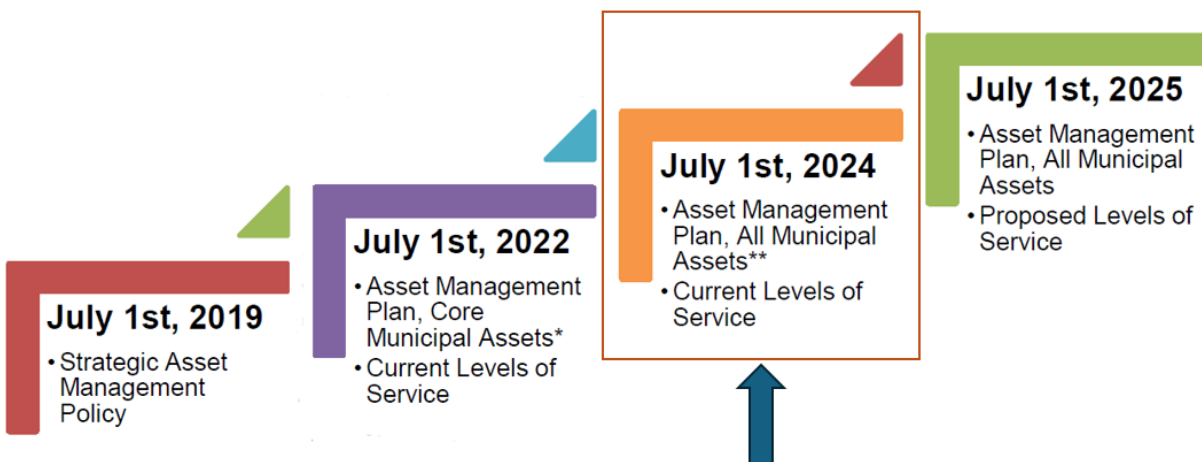 July 1st, 2019
• Strategic Asset
Management
Policy
July 1st, 2022
• Asset Management
Plan, Core
Municipal Assets*
• Current Levels of
Service
July 1st, 2024
• Asset Management
Plan, All Municipal
Assets**
• Current Levels of
Service
July 1st, 2025
• Asset Management
Plan, All Municipal
Assets
• Proposed Levels of
Service